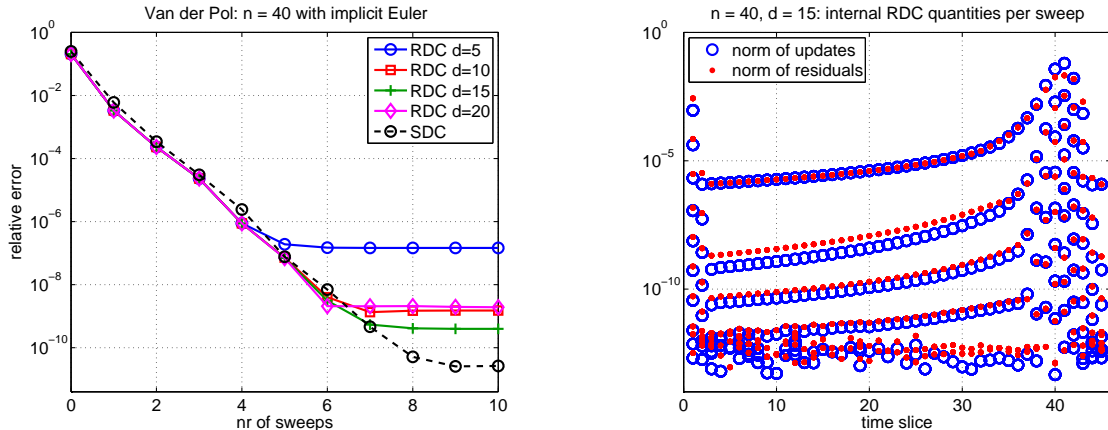 Van der Pol: n = 40 with implicit Euler
10^0
10^-2
10^-4
10^-6
10^-8
10^-10
relative error
0
2
4
6
8
10
nr of sweeps
RDC d=5
RDC d=10
RDC d=15
RDC d=20
SDC
n = 40, d = 15: internal RDC quantities per sweep
10^0
10^-5
10^-10
0
10
20
30
40
time slice
norm of updates
norm of residuals